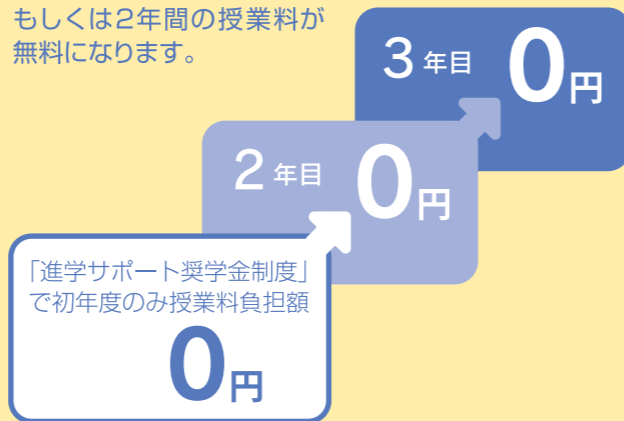 もしくは2年間の授業料が
無料になります。
3年目 0円
2年目 0円
「進学サポート奨学金制度」
で初年度のみ授業料負担額
0円